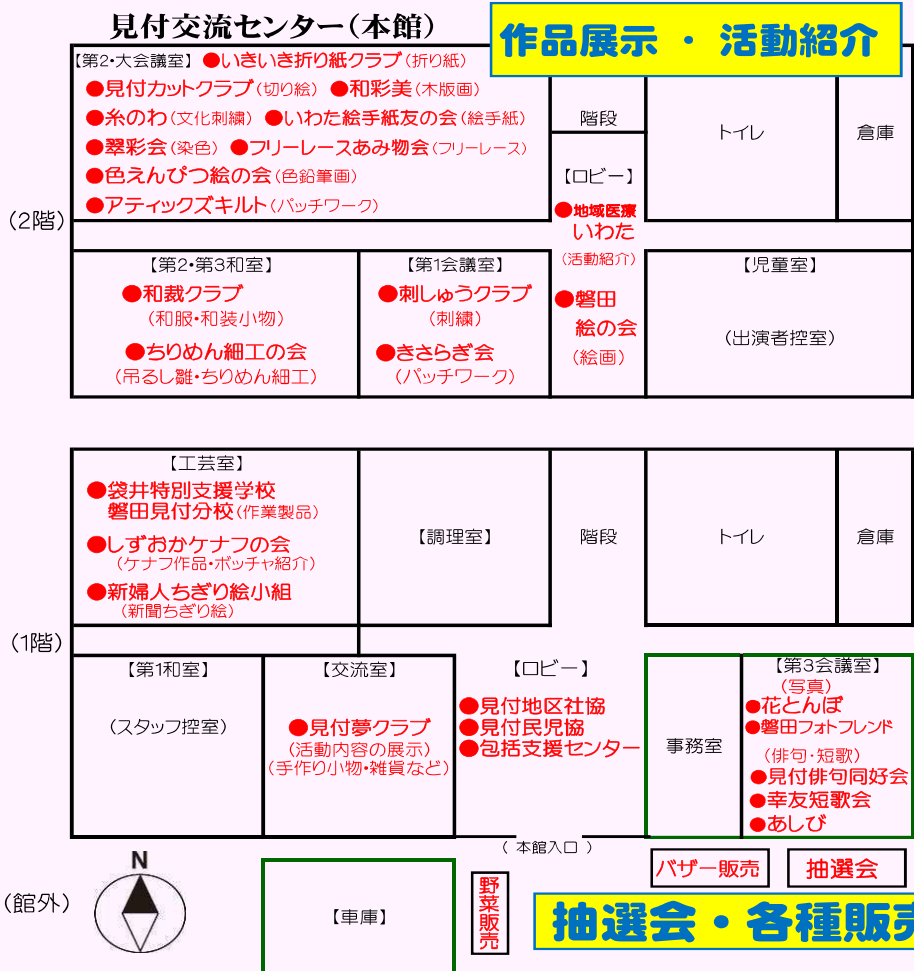 見付交流センター(本館)
作品展示 ・ 活動紹介
(2階)
【第2・大会議室】 ●いきいき折り紙クラブ(折り紙)
●見付カットクラブ(切り絵) ●和彩美(木版画)
●糸のわ(文化刺繍) ●いわた絵手紙友の会(絵手紙)
●翠彩会(染色) ●フリーレースあみ物会(フリーレース)
●色えんぴつ絵の会(色鉛筆画)
●アティックズキルト(パッチワーク)
階段
トイレ
倉庫
【ロビー】
●地域医療
いわた
(活動紹介)
●磐田
絵の会
(絵画)
【第2・第3和室】
●和裁クラブ
(和服・和装小物)
●ちりめん細工の会
(吊るし雛・ちりめん細工)
【第1会議室】
●刺しゅうクラブ
(刺繍)
●きさらぎ会
(パッチワーク)
【児童室】
(出演者控室)
(1階)
【工芸室】
●袋井特別支援学校
磐田見付分校(作業製品)
●しずおかケナフの会
(ケナフ作品・ボッチャ紹介)
●新婦人ちぎり絵小組
(新聞ちぎり絵)
【調理室】
階段
トイレ
倉庫
【第1和室】
(スタッフ控室)
【交流室】
●見付夢クラブ
(活動内容の展示)
(手作り小物・雑貨など)
【ロビー】
●見付地区社協
●見付民児協
●包括支援センター
事務室
【第3会議室】
(写真)
●花とんぼ
●磐田フォトフレンド
(俳句・短歌)
●見付俳句同好会
●幸友短歌会
●あしび
( 本館入口 )
(館外)
N
【車庫】
野菜販売
バザー販売
抽選会
抽選会・各種販売